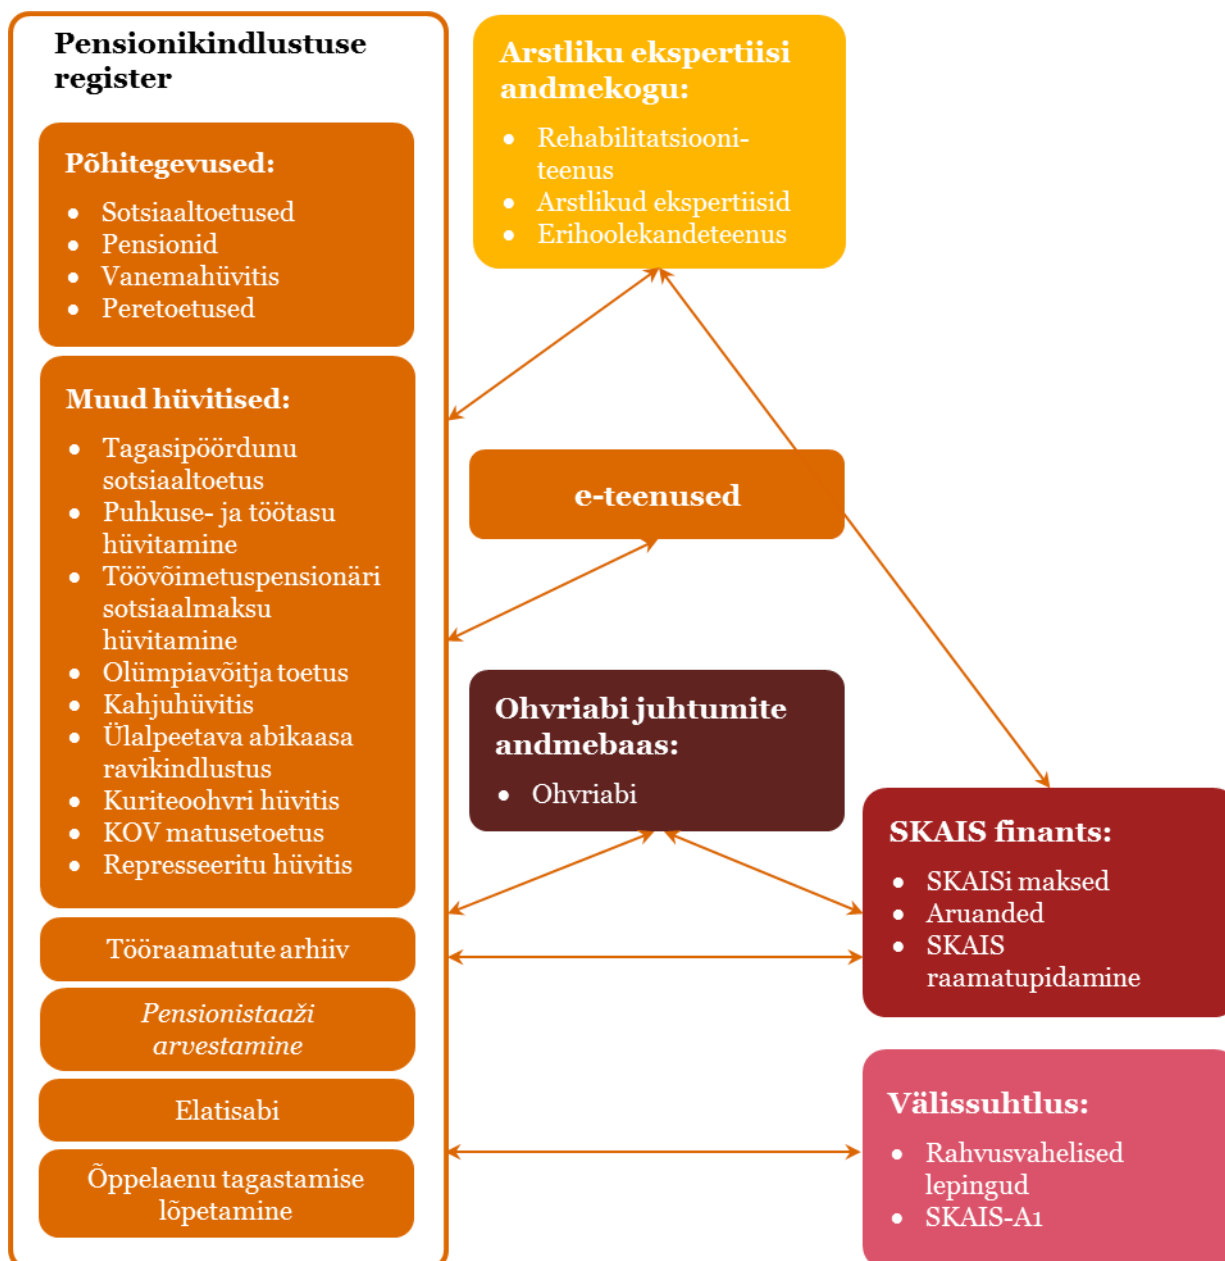 Pensionikindlustuse
register
Põhitegevused:
• Sotsiaaltoetused
• Pensionid
• Vanemahüvitis
• Peretoetused
Muud hüvitised:
• Tagasipöördunu
sotsiaaltoetus
• Puhkuse- ja töötasu
hüvitamine
• Töövõimetuspensionäri
sotsiaalmaksu
hüvitamine
• Olümpiavõitja toetus
• Kahjuhüvitis
• Ülalpeetava abikaasa
ravikindlustus
• Kuriteoohvri hüvitis
• KOV matusetoetus
• Represseeritu hüvitis
Tööraamatute arhiiv
Pensionistaaži
arvestamine
Elatisabi
Õppelaenu tagastamise
lõpetamine
Arstliku ekspertiisi
andmekogu:
• Rehabilitatsiooni-
teenus
• Arstlikud ekspertiisid
• Erihoolekandeteenus
e-teenused
Ohvriabi juhtumite
andmebaas:
• Ohvriabi
SKAIS finants:
• SKAISi maksed
• Aruanded
• SKAIS
raamatupidamine
Välissuhtlus:
• Rahvusvahelised
lepingud
• SKAIS-A1